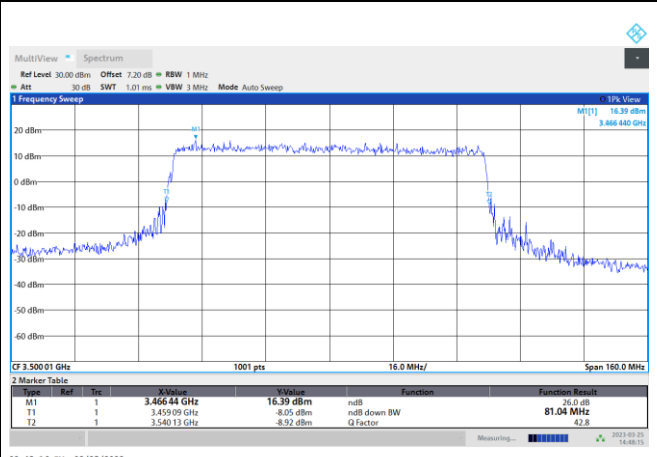 MultiView Spectrum
Ref Level 30.00 dBm Offset 7.20 dB RBW 1 MHz
Att 30 dB SWT 1.01 ms VBW 3 MHz Mode Auto Sweep
1 Frequency Sweep 1Pk View
M1[1] 16.39 dBm
3.466 440 GHz
20 dBm
M1
10 dBm
0 dBm
-10 dBm
-20 dBm
-30 dBm
-40 dBm
-50 dBm
-60 dBm
CF 3.500 01 GHz 1001 pts 16.0 MHz/ Span 160.0 MHz
2 Marker Table
Type Ref Trc X-Value Y-Value Function Function Result
M1 1 3.466 44 GHz 16.39 dBm ndB 26.0 dB
T1 1 3.459 09 GHz -8.05 dBm ndB down BW 81.04 MHz
T2 1 3.540 13 GHz -8.92 dBm Q Factor 42.8
Measuring... 2023-03-25
14:48:15